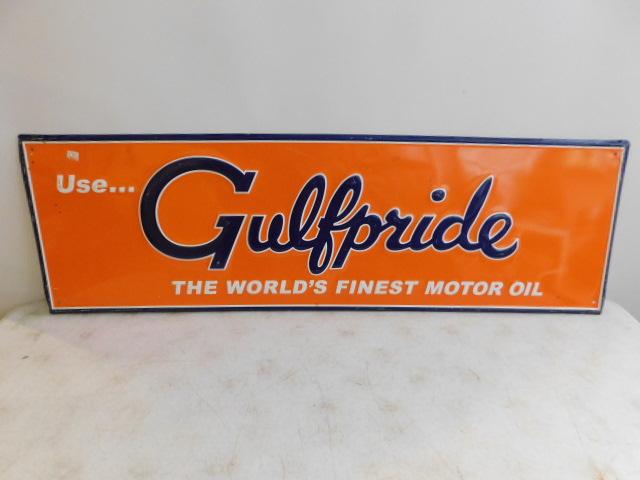 Use...
Gulfpride
THE WORLD'S FINEST MOTOR OIL